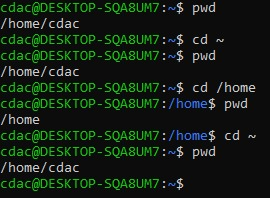 cdac@DESKTOP-SQA8UM7:~$ pwd
/home/cdac
cdac@DESKTOP-SQA8UM7:~$ cd ~
cdac@DESKTOP-SQA8UM7:~$ pwd
/home/cdac
cdac@DESKTOP-SQA8UM7:~$ cd /home
cdac@DESKTOP-SQA8UM7:/home$ pwd
/home
cdac@DESKTOP-SQA8UM7:/home$ cd ~
cdac@DESKTOP-SQA8UM7:~$ pwd
/home/cdac
cdac@DESKTOP-SQA8UM7:~$